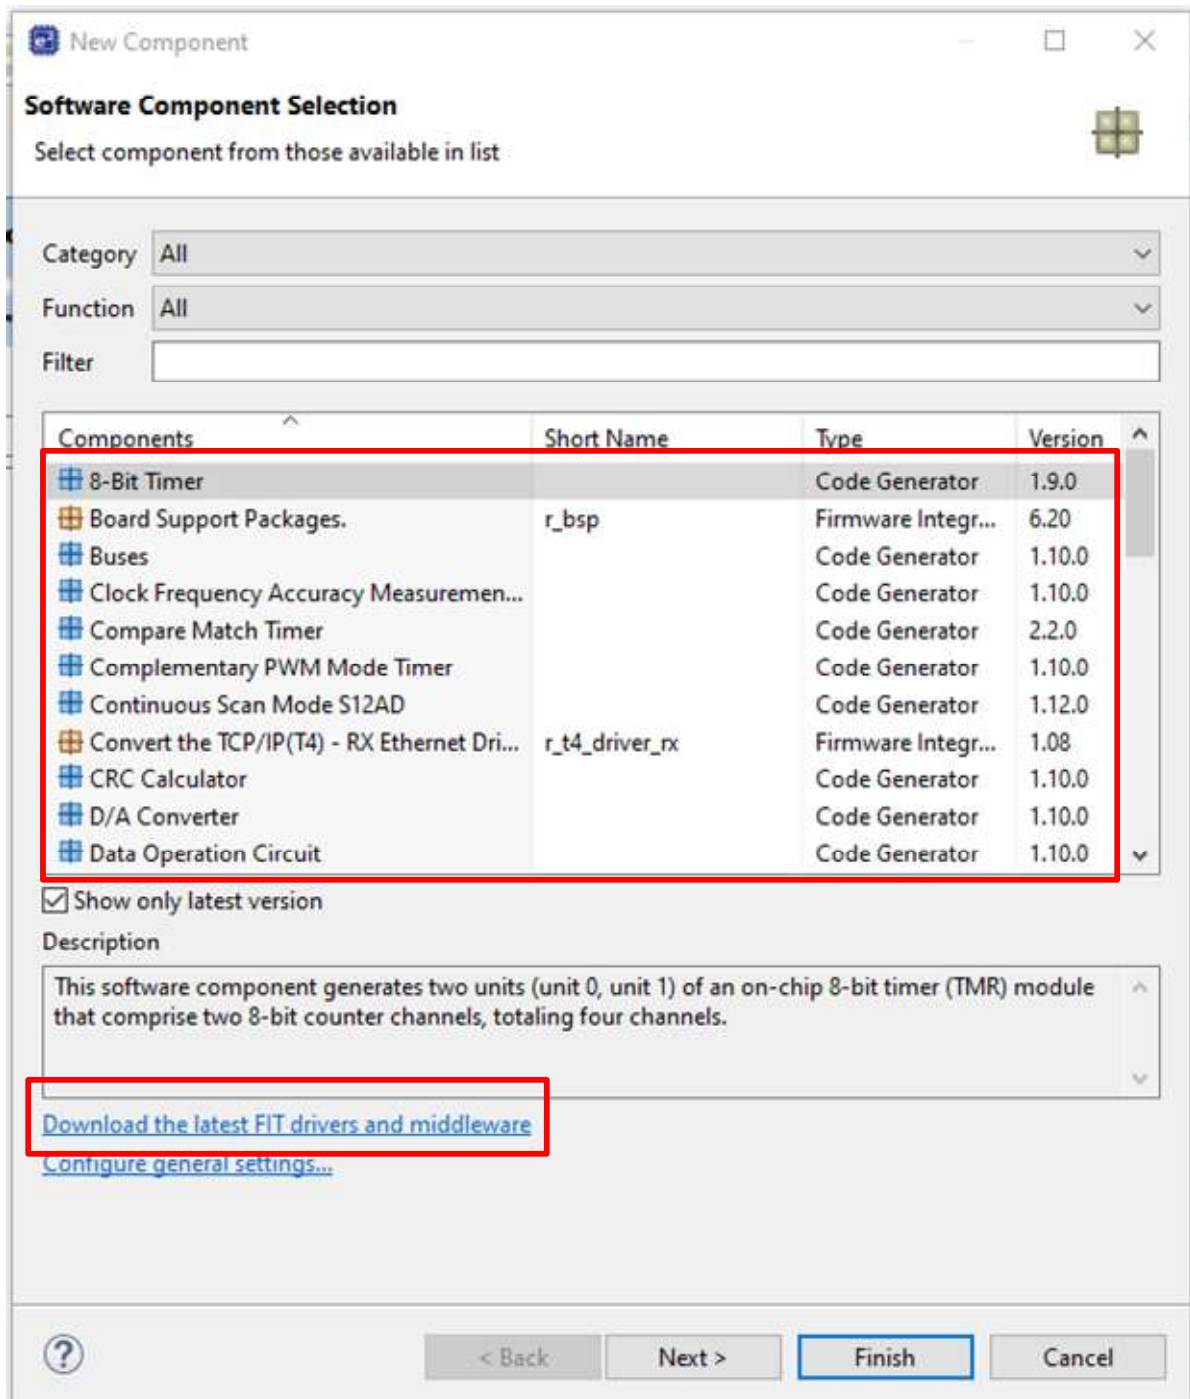 New Component
Software Component Selection
Select component from those available in list
Category All
Function All
Filter
Components Short Name Type Version
8-Bit Timer Code Generator 1.9.0
Board Support Packages. r_bsp Firmware Integr... 6.20
Buses Code Generator 1.10.0
Clock Frequency Accuracy Measuremen... Code Generator 1.10.0
Compare Match Timer Code Generator 2.2.0
Complementary PWM Mode Timer Code Generator 1.10.0
Continuous Scan Mode S12AD Code Generator 1.12.0
Convert the TCP/IP(T4) - RX Ethernet Dri... r_t4_driver_rx Firmware Integr... 1.08
CRC Calculator Code Generator 1.10.0
D/A Converter Code Generator 1.10.0
Data Operation Circuit Code Generator 1.10.0
Show only latest version
Description
This software component generates two units (unit 0, unit 1) of an on-chip 8-bit timer (TMR) module
that comprise two 8-bit counter channels, totaling four channels.
Download the latest FIT drivers and middleware
Configure general settings...
? < Back Next > Finish Cancel